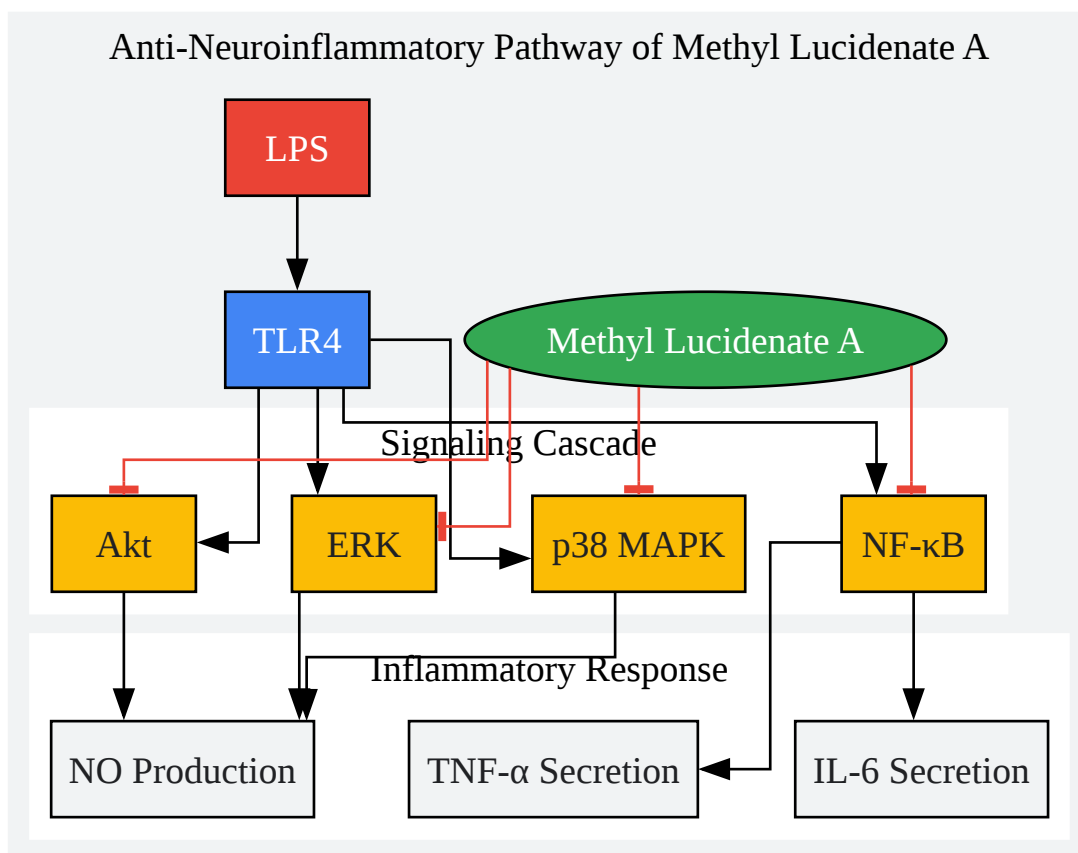 Anti-Neuroinflammatory Pathway of Methyl Lucidenate A
LPS
TLR4
Methyl Lucidenate A
Signaling Cascade
Akt
ERK
p38 MAPK
NF-κB
Inflammatory Response
NO Production
TNF-α Secretion
IL-6 Secretion